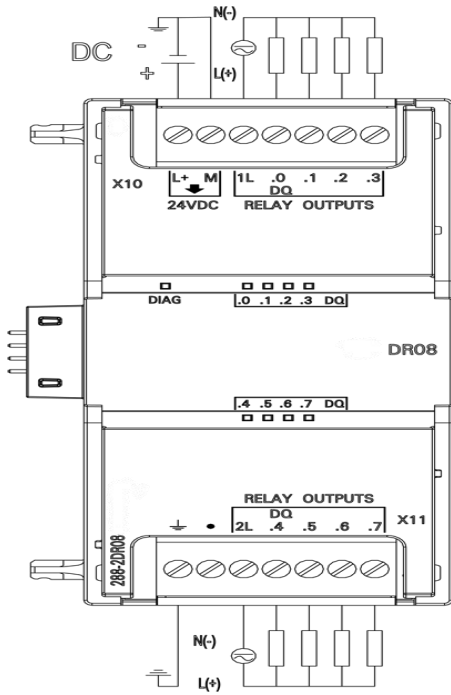 N(-)
DC - +
L(+)
X10
L+ M 1L .0 .1 .2 .3
DQ
24VDC RELAY OUTPUTS
DIAG .0 .1 .2 .3 DQ
DR08
.4 .5 .6 .7 DQ
RELAY OUTPUTS
DQ
2L .4 .5 .6 .7 X11
288-2DR08
N(-)
L(+)